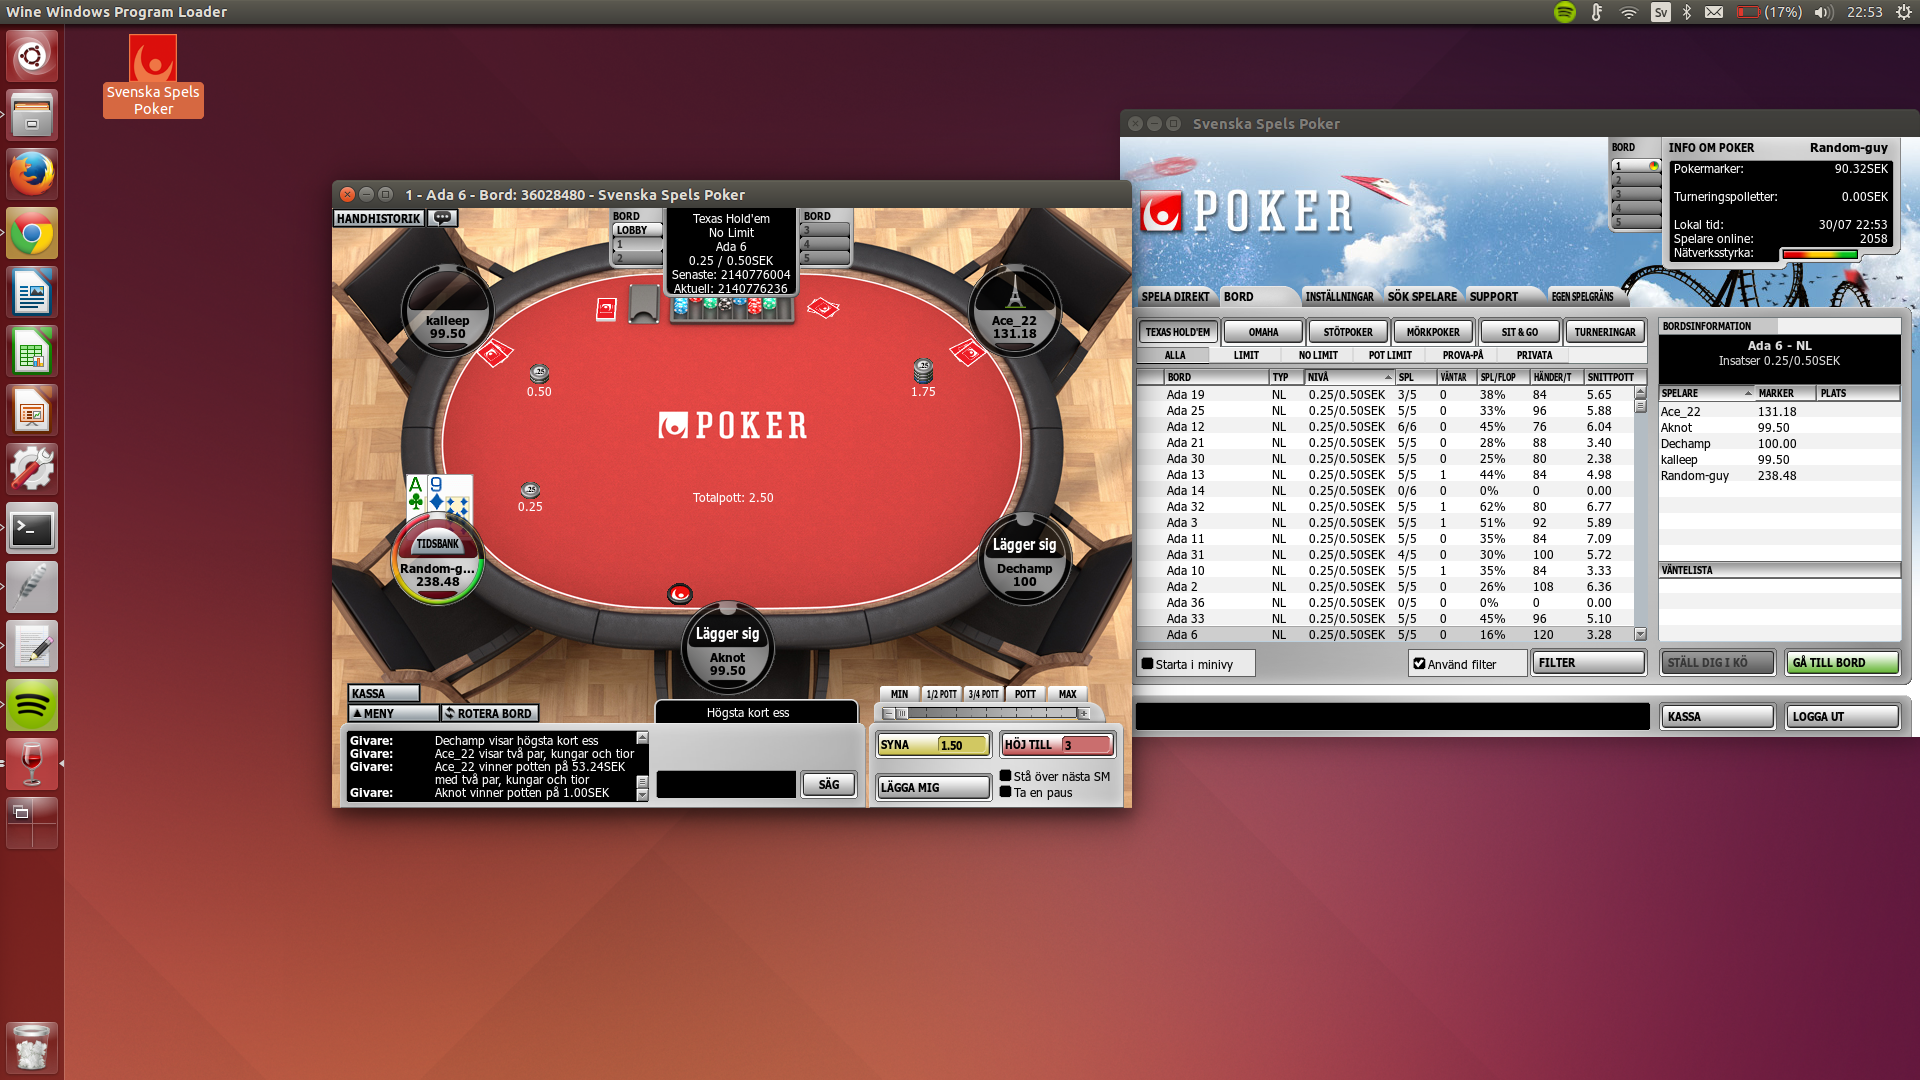 Wine Windows Program Loader
Sv
(17%)
22:53
Svenska Spels
Poker
1 - Ada 6 - Bord: 36028480 - Svenska Spels Poker
HANDHISTORIK
BORD
LOBBY
1
2
Texas Hold'em
No Limit
Ada 6
0.25 / 0.50SEK
Senaste: 2140776004
Aktuell: 2140776236
BORD
3
4
5
kalleep
99.50
Ace_22
131.18
0.50
1.75
POKER
A 9
0.25
Totalpott: 2.50
TIDSBANK
Random-g...
238.48
Lägger sig
Dechamp
100
Lägger sig
Aknot
99.50
KASSA
MENY
ROTERA BORD
Högsta kort ess
MIN
1/2 POTT
3/4 POTT
POTT
MAX
Givare: Dechamp visar högsta kort ess
Givare: Ace_22 visar två par, kungar och tior
Givare: Ace_22 vinner potten på 53.24SEK
med två par, kungar och tior
Givare: Aknot vinner potten på 1.00SEK
SÄG
SYNA 1.50
HÖJ TILL 3
LÄGGA MIG
Stå över nästa SM
Ta en paus
Svenska Spels Poker
POKER
BORD
1
2
3
4
5
INFO OM POKER Random-guy
Pokermarker: 90.32SEK
Turneringspolletter: 0.00SEK
Lokal tid: 30/07 22:53
Spelare online: 2058
Nätverksstyrka:
SPELA DIREKT
BORD
INSTÄLLNINGAR
SÖK SPELARE
SUPPORT
EGEN SPELGRÄNS
TEXAS HOLD'EM
OMAHA
STÖTPOKER
MÖRKPOKER
SIT & GO
TURNERINGAR
ALLA
LIMIT
NO LIMIT
POT LIMIT
PROVA-PÅ
PRIVATA
BORD TYP NIVÅ SPL VÄNTAR SPL/FLOP HÄNDER/T SNITTPOTT
Ada 19 NL 0.25/0.50SEK 3/5 0 38% 84 5.65
Ada 25 NL 0.25/0.50SEK 5/5 0 33% 96 5.88
Ada 12 NL 0.25/0.50SEK 6/6 0 45% 76 6.04
Ada 21 NL 0.25/0.50SEK 5/5 0 28% 88 3.40
Ada 30 NL 0.25/0.50SEK 5/5 0 25% 80 2.38
Ada 13 NL 0.25/0.50SEK 5/5 1 44% 84 4.98
Ada 14 NL 0.25/0.50SEK 0/6 0 0% 0 0.00
Ada 32 NL 0.25/0.50SEK 5/5 1 62% 80 6.77
Ada 3 NL 0.25/0.50SEK 5/5 1 51% 92 5.89
Ada 11 NL 0.25/0.50SEK 5/5 0 35% 84 7.09
Ada 31 NL 0.25/0.50SEK 4/5 0 30% 100 5.72
Ada 10 NL 0.25/0.50SEK 5/5 1 35% 84 3.33
Ada 2 NL 0.25/0.50SEK 5/5 0 26% 108 6.36
Ada 36 NL 0.25/0.50SEK 0/5 0 0% 0 0.00
Ada 33 NL 0.25/0.50SEK 5/5 0 45% 96 5.10
Ada 6 NL 0.25/0.50SEK 5/5 0 16% 120 3.28
Starta i minivy
Använd filter
FILTER
BORDSINFORMATION
Ada 6 - NL
Insatser 0.25/0.50SEK
SPELARE MARKER PLATS
Ace_22 131.18
Aknot 99.50
Dechamp 100.00
kalleep 99.50
Random-guy 238.48
VÄNTELISTA
STÄLL DIG I KÖ
GÅ TILL BORD
KASSA
LOGGA UT